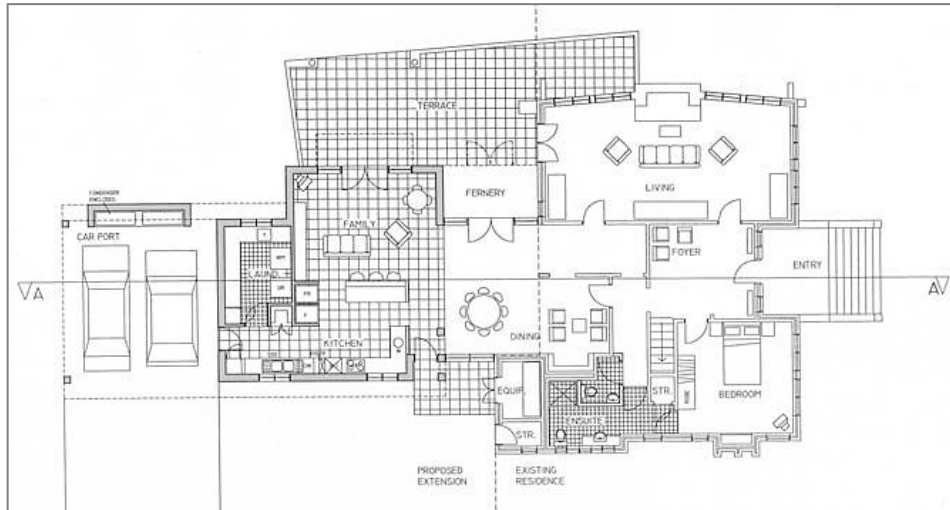 TERRACE
CONDENSER
ENCLOSED
CAR PORT
FAMILY
FERNERY
LIVING
FOYER
ENTRY
LAUND.
A
A
DINING
KITCHEN
EQUIP.
STR.
BEDROOM
ROBE
ENSUITE
STR.
PROPOSED
EXTENSION
EXISTING
RESIDENCE